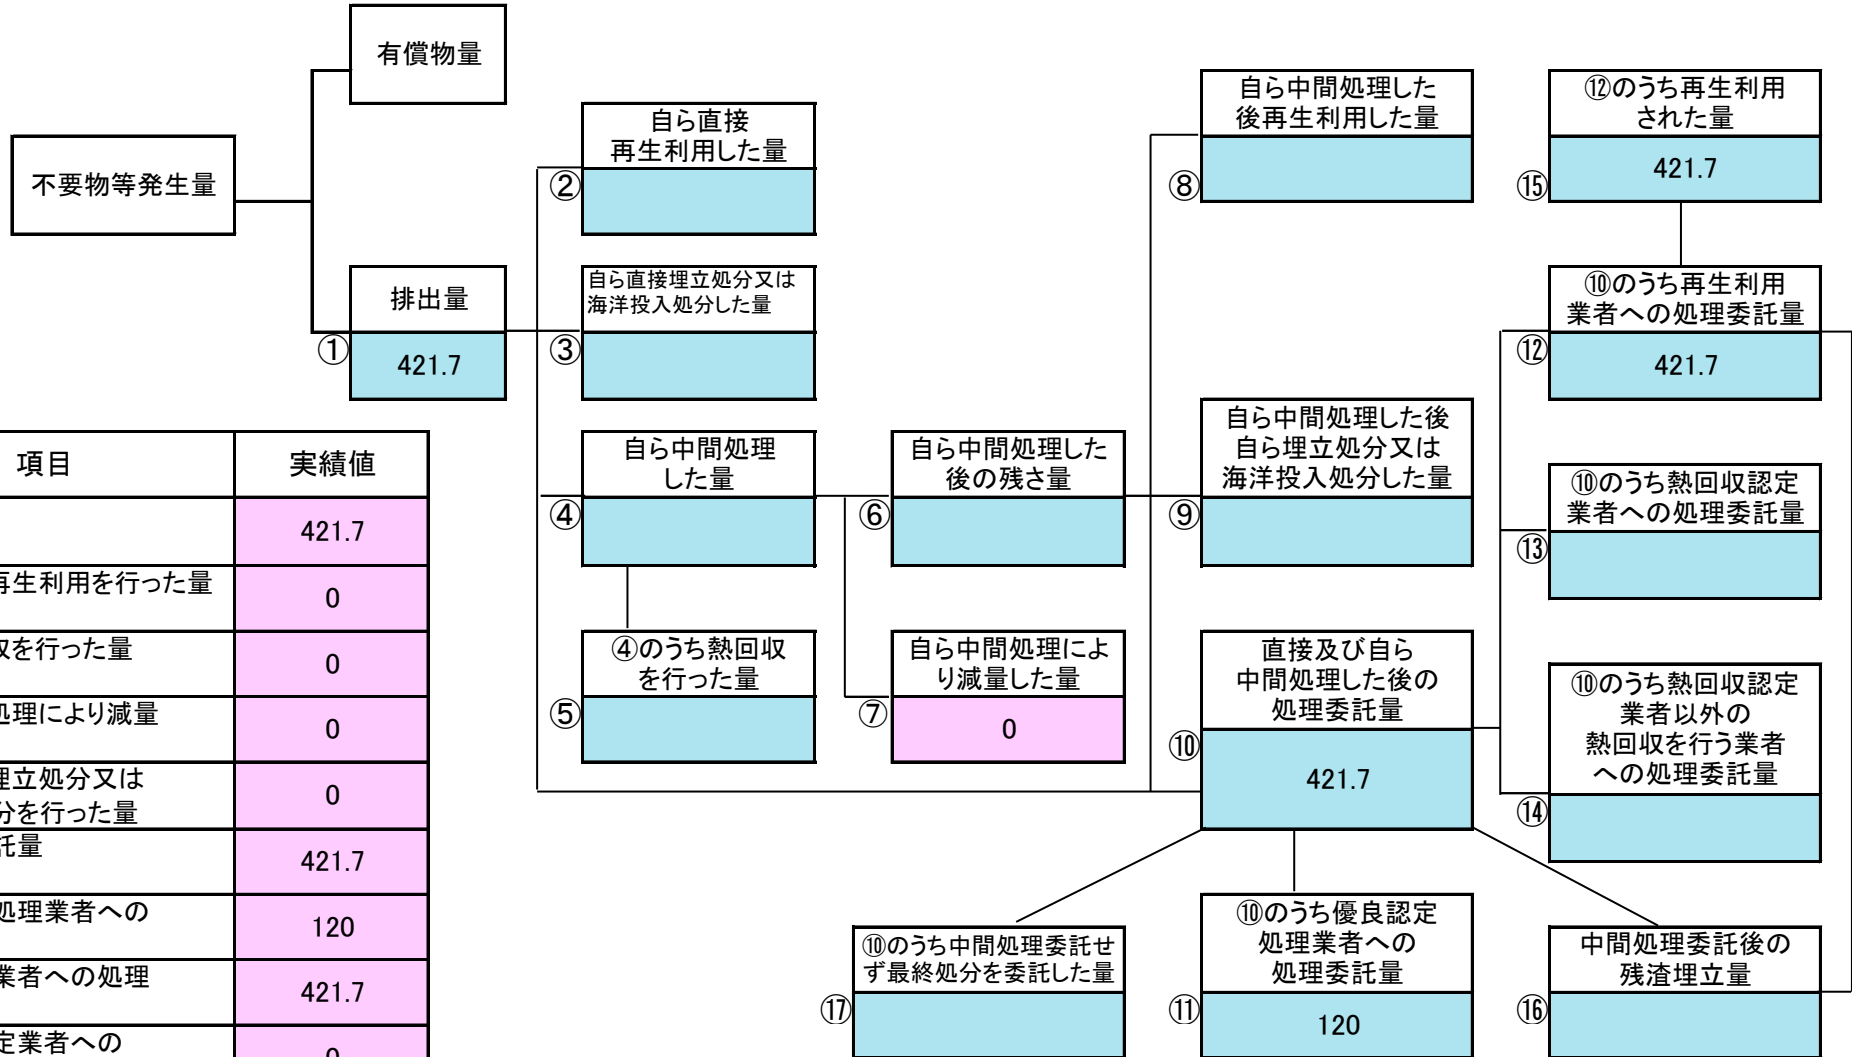 有償物量
不要物等発生量
排出量
①
421.7
自ら直接
再生利用した量
②
自ら直接埋立処分又は
海洋投入処分した量
③
自ら中間処理
した量
④
④のうち熱回収
を行った量
⑤
自ら中間処理した
後の残さ量
⑥
自ら中間処理によ
り減量した量
⑦
0
自ら中間処理した
後再生利用した量
⑧
自ら中間処理した後
自ら埋立処分又は
海洋投入処分した量
⑨
直接及び自ら
中間処理した後の
処理委託量
⑩
421.7
⑫のうち再生利用
された量
⑮
421.7
⑩のうち再生利用
業者への処理委託量
⑫
421.7
⑩のうち熱回収認定
業者への処理委託量
⑬
⑩のうち熱回収認定
業者以外の
熱回収を行う業者
への処理委託量
⑭
⑩のうち中間処理委託せ
ず最終処分を委託した量
⑰
⑩のうち優良認定
処理業者への
処理委託量
⑪
120
中間処理委託後の
残渣埋立量
⑯
項目
実績値
421.7
再生利用を行った量
0
収を行った量
0
処理により減量
0
埋立処分又は
分を行った量
0
託量
421.7
処理業者への
120
業者への処理
421.7
定業者への
0